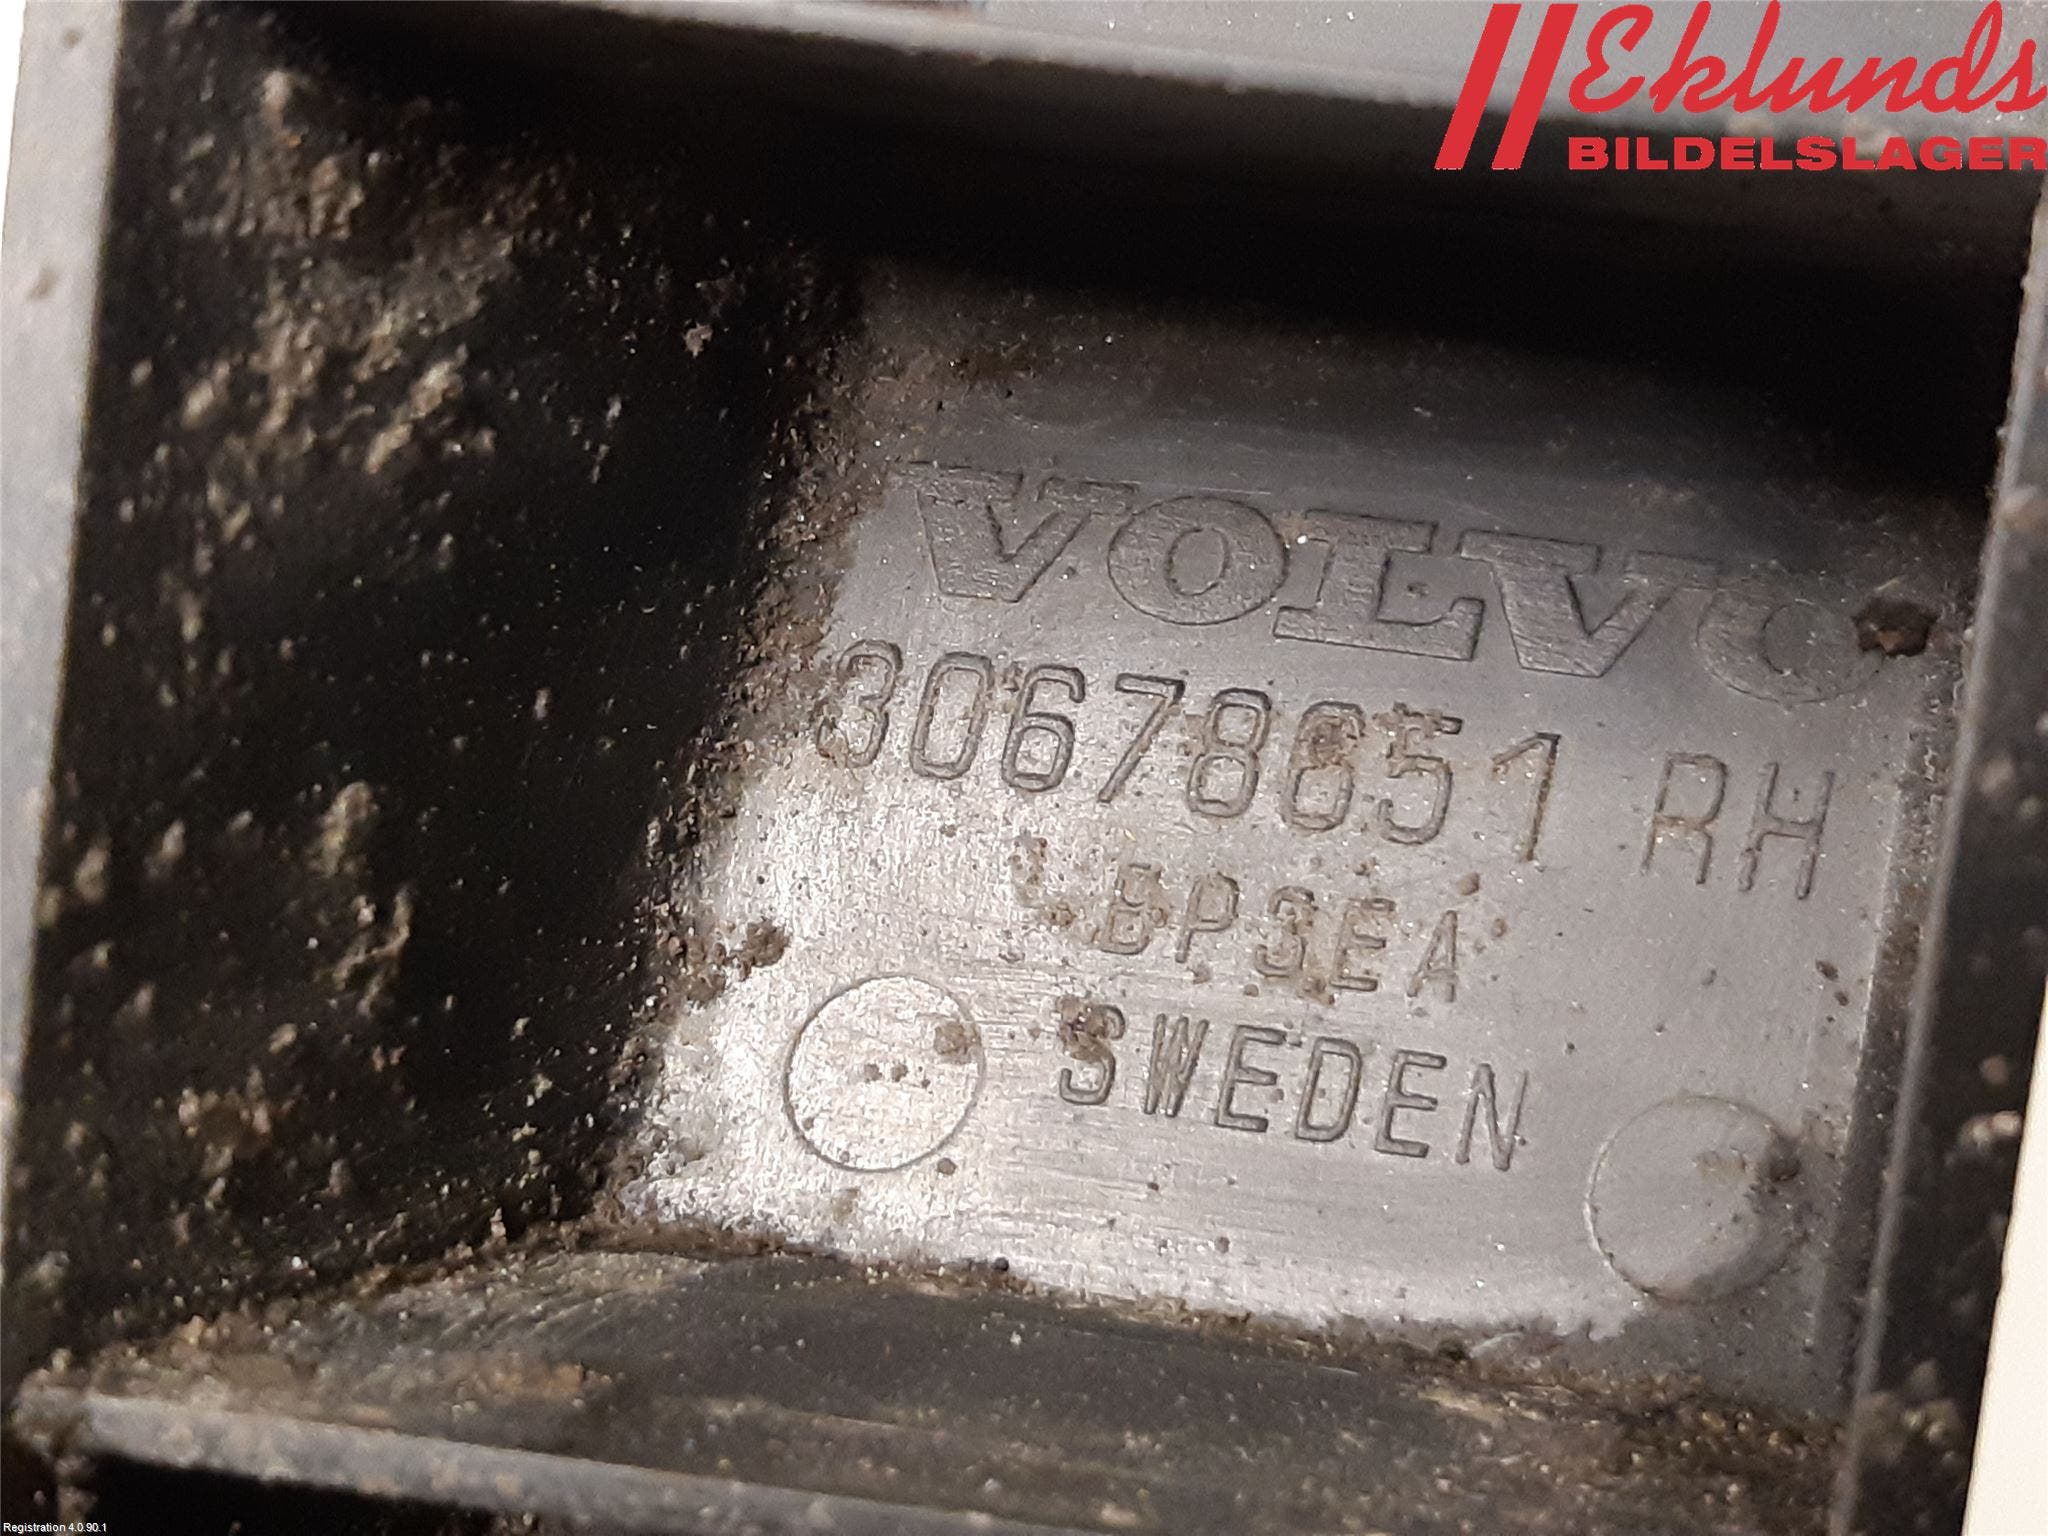 Eklunds
BILDELSLAGER
VOLVO
30678651 RH
SWEDEN
Registration 4.0.90.1